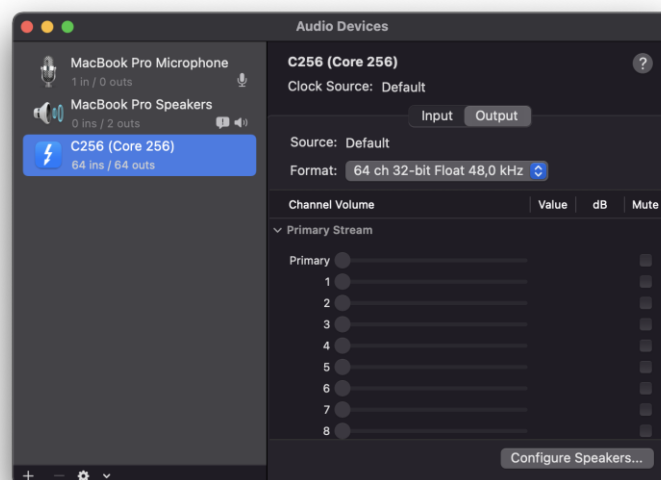 Audio Devices
MacBook Pro Microphone
1 in / 0 outs
MacBook Pro Speakers
0 ins / 2 outs
C256 (Core 256)
64 ins / 64 outs
C256 (Core 256)
?
Clock Source: Default
Input Output
Source: Default
Format: 64 ch 32-bit Float 48,0 kHz
Channel Volume Value dB Mute
Primary Stream
Primary
1
2
3
4
5
6
7
8
Configure Speakers...